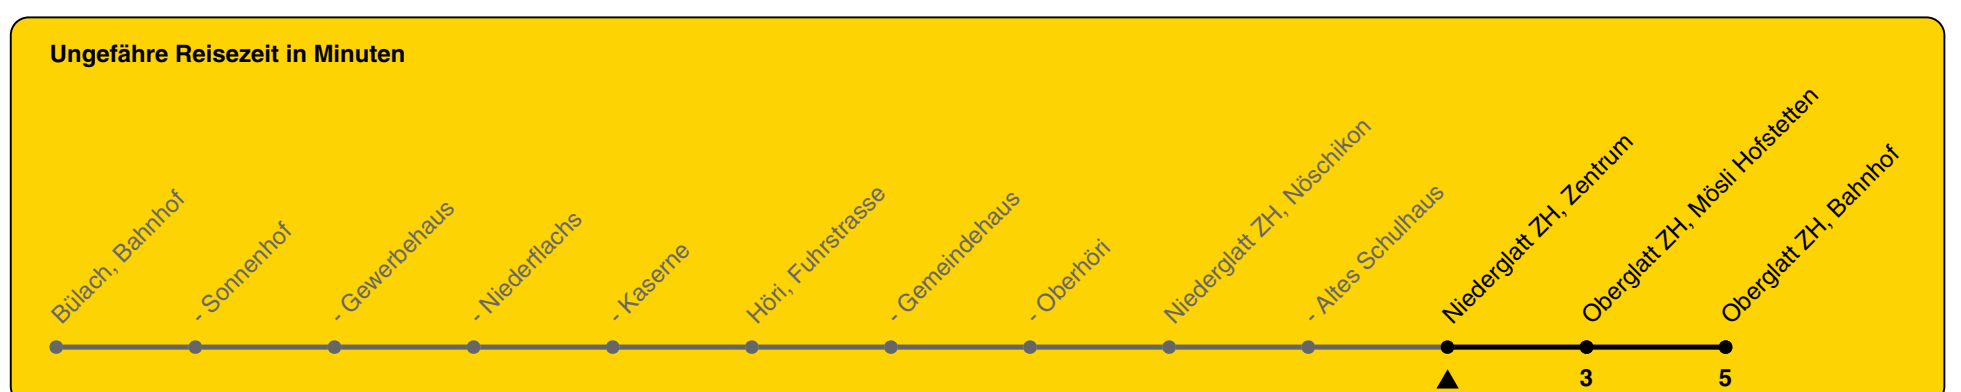 Ungefähre Reisezeit in Minuten
Bülach, Bahnhof
- Sonnenhof
- Gewerbehaus
- Niederflachs
- Kaserne
Höri, Fuhrstrasse
- Gemeindehaus
- Oberhöri
Niederglatt ZH, Nöschikon
- Altes Schulhaus
Niederglatt ZH, Zentrum
Oberglatt ZH, Mösli Hofstetten
Oberglatt ZH, Bahnhof
3 5